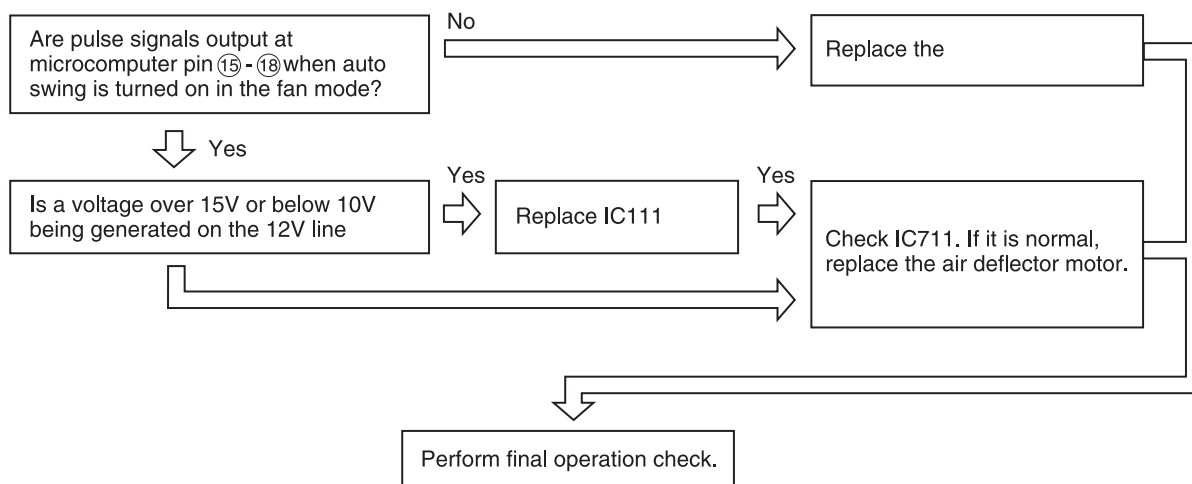 Are pulse signals output at
microcomputer pin ⑮ - ⑱ when auto
swing is turned on in the fan mode?
No
Replace the
Yes
Is a voltage over 15V or below 10V
being generated on the 12V line
Yes
Replace IC111
Yes
Check IC711. If it is normal,
replace the air deflector motor.
Perform final operation check.